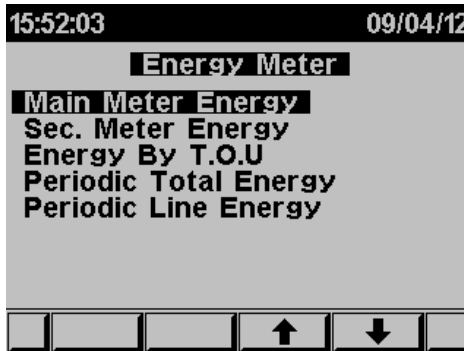 15:52:03 09/04/12
Energy Meter
Main Meter Energy
Sec. Meter Energy
Energy By T.O.U
Periodic Total Energy
Periodic Line Energy